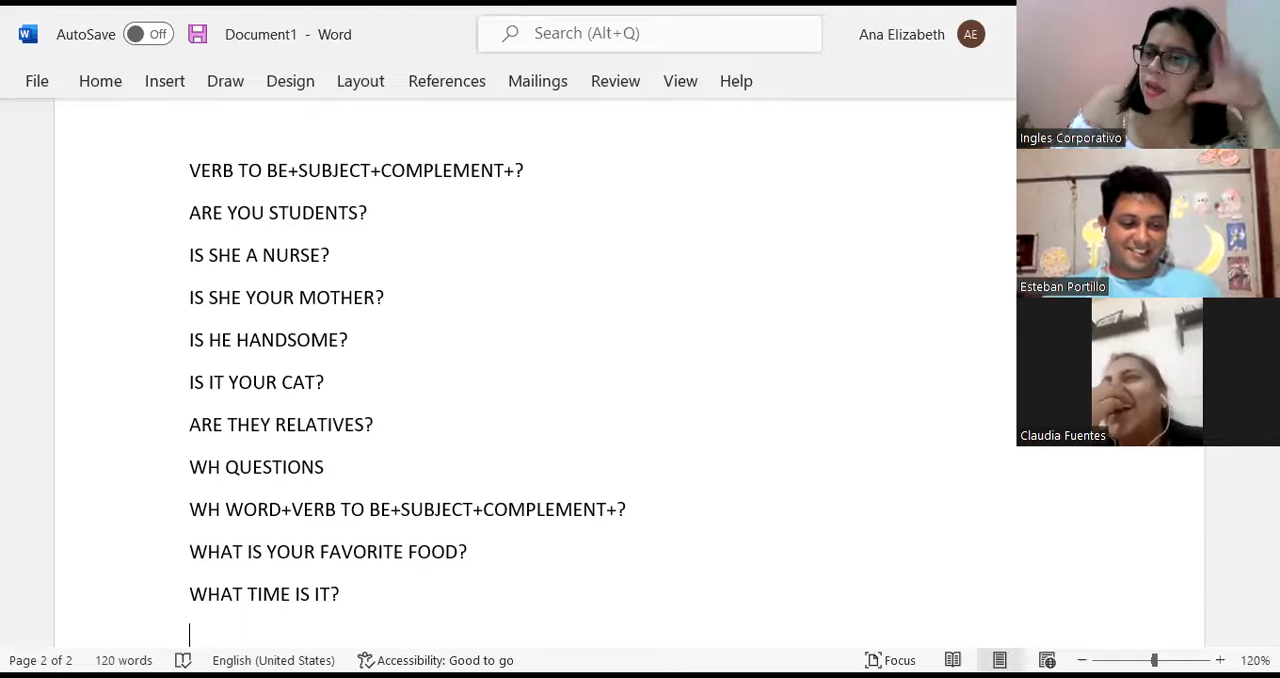 AutoSave Off Document1 - Word Search (Alt+Q) Ana Elizabeth AE
File Home Insert Draw Design Layout References Mailings Review View Help
VERB TO BE+SUBJECT+COMPLEMENT+?
ARE YOU STUDENTS?
IS SHE A NURSE?
IS SHE YOUR MOTHER?
IS HE HANDSOME?
IS IT YOUR CAT?
ARE THEY RELATIVES?
WH QUESTIONS
WH WORD+VERB TO BE+SUBJECT+COMPLEMENT+?
WHAT IS YOUR FAVORITE FOOD?
WHAT TIME IS IT?
Page 2 of 2 120 words English (United States) Accessibility: Good to go Focus 120%
Ingles Corporativo
Esteban Portillo
Claudia Fuentes